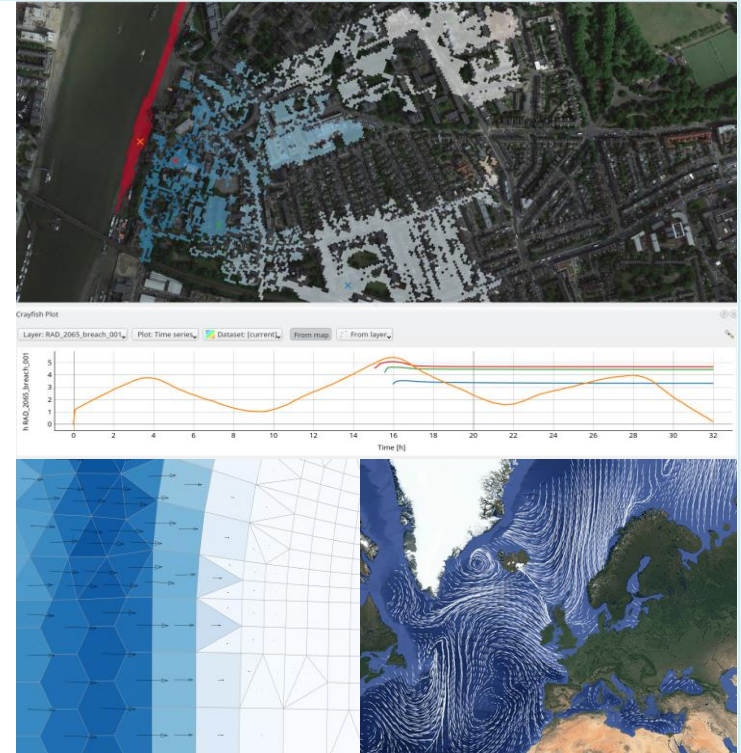 Crayfish Plot
Layer: RAD_2065_breach_001 Plot: Time series Dataset: [current] From map From layer
h RAD_2065_breach_001
5
4
3
2
1
0
0 2 4 6 8 10 12 14 16 18 20 22 24 26 28 30 32
Time [h]